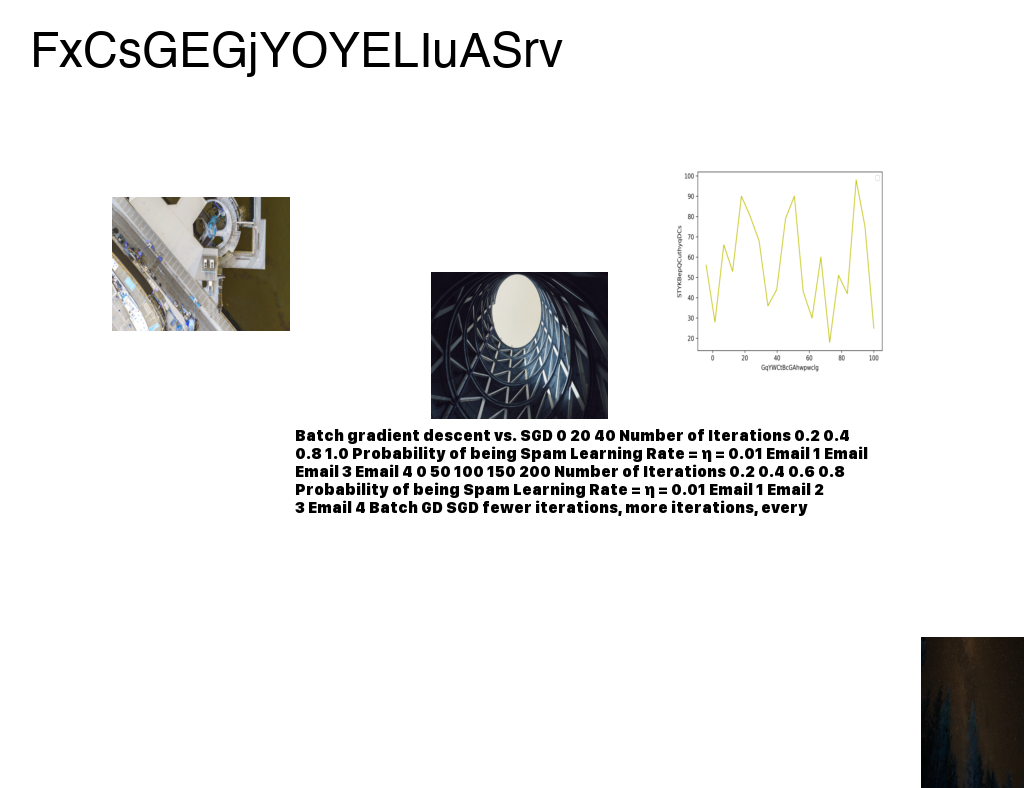 FxCsGEGjYOYELIuASrv
100
90
80
70
60
50
40
30
20
0 20 40 60 80 100
GqYWCtBcGAhwpwclg
Batch gradient descent vs. SGD 0 20 40 Number of Iterations 0.2 0.4
0.8 1.0 Probability of being Spam Learning Rate = η = 0.01 Email 1 Email
Email 3 Email 4 0 50 100 150 200 Number of Iterations 0.2 0.4 0.6 0.8
Probability of being Spam Learning Rate = η = 0.01 Email 1 Email 2
3 Email 4 Batch GD SGD fewer iterations, more iterations, every